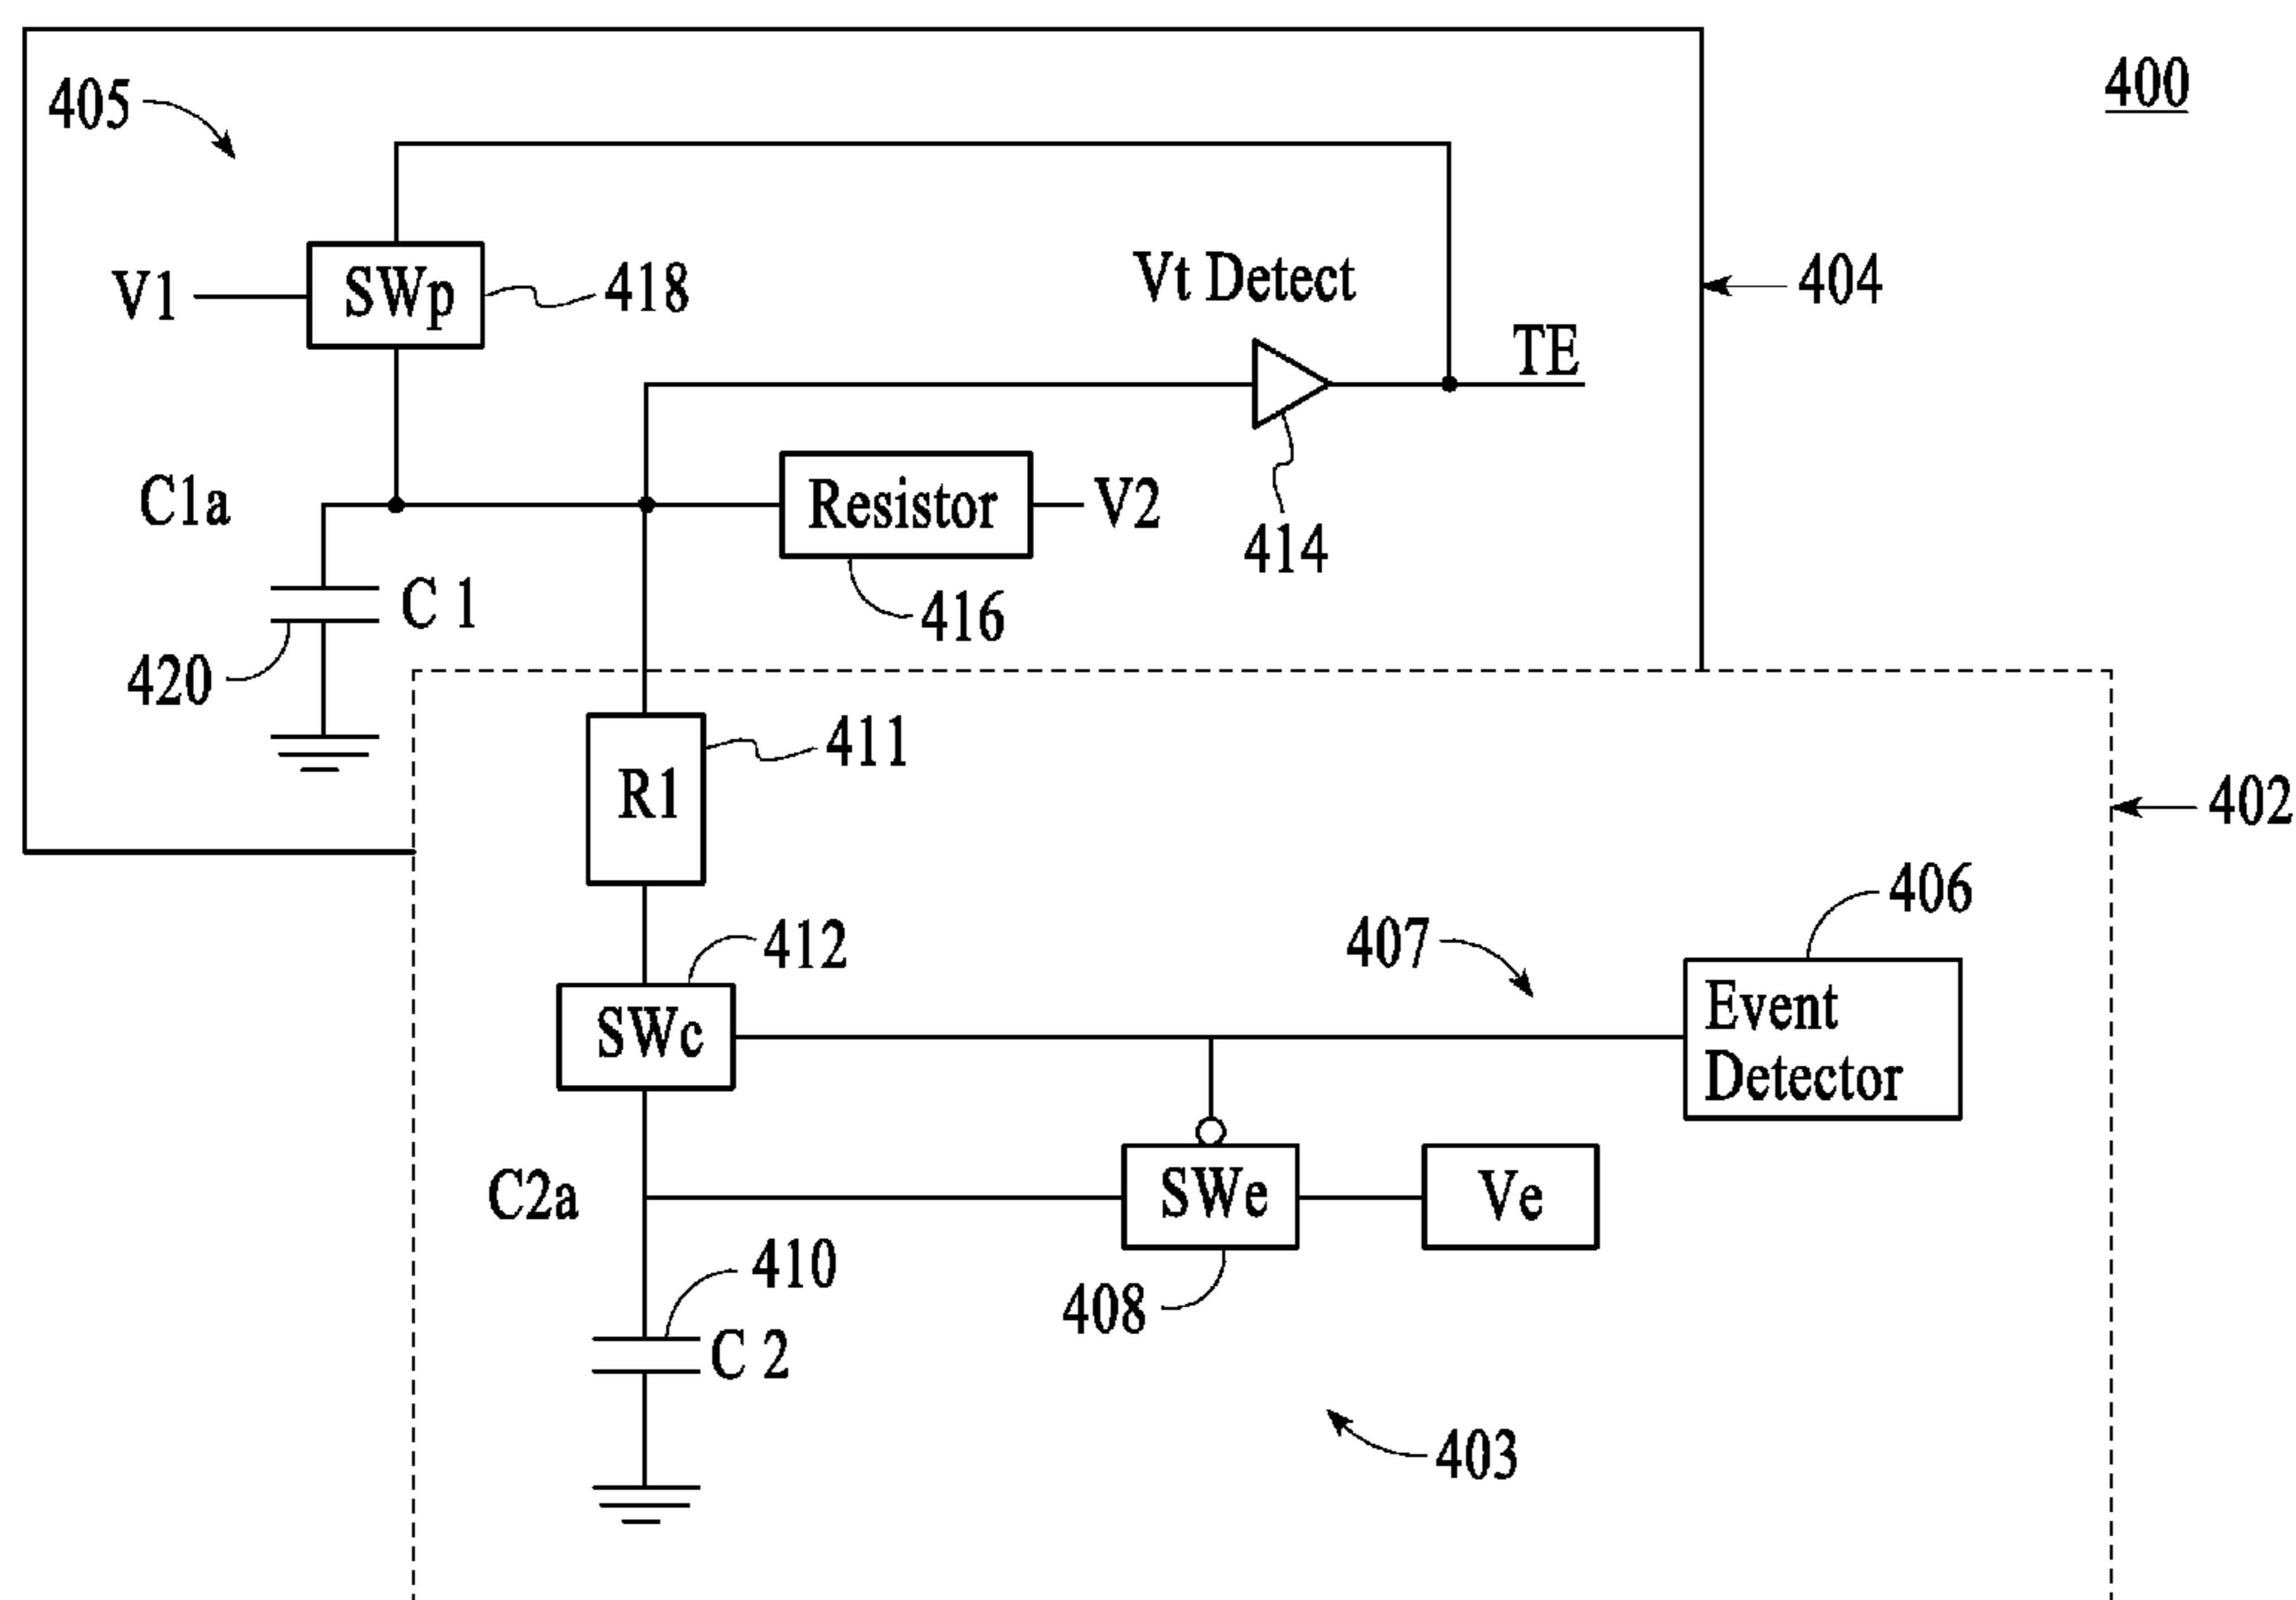 400
405
V1
SWp
418
Vt Detect
404
TE
C1a
Resistor
V2
414
C 1
416
420
R1
411
402
406
412
407
SWc
Event
Detector
C2a
SWe
Ve
410
408
C 2
403